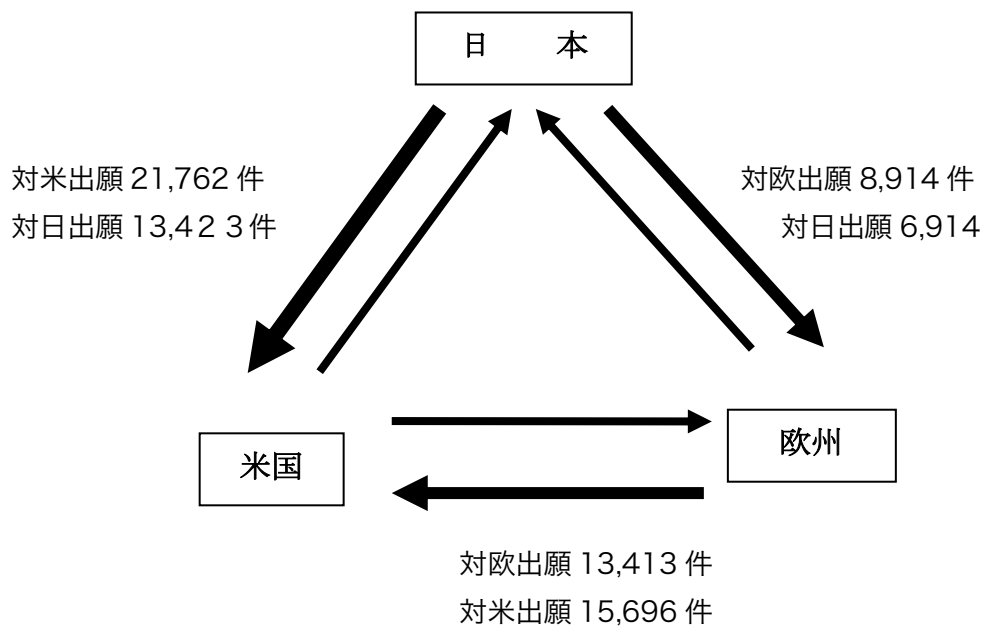 日　　本
対米出願 21,762 件
対日出願 13,4２３件
対欧出願 8,914 件
対日出願 6,914
米国
欧州
対欧出願 13,413 件
対米出願 15,696 件